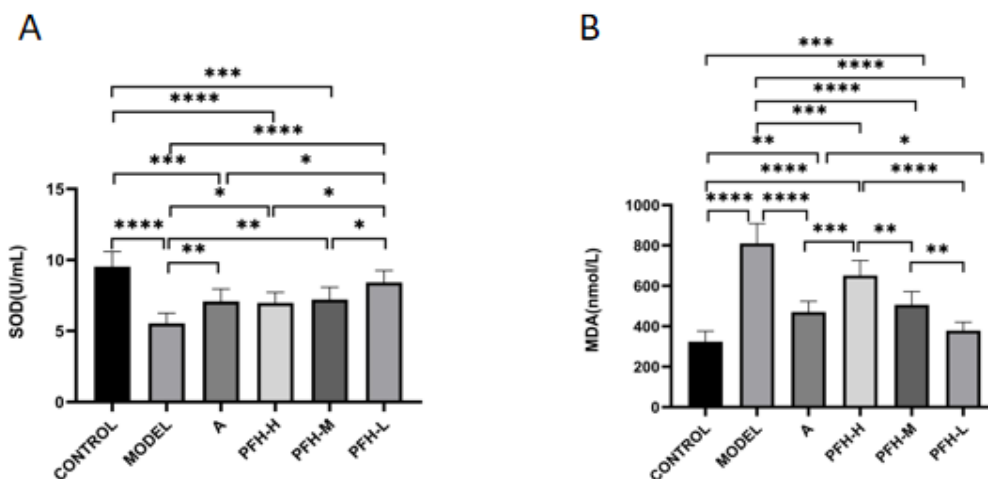 A
***
****
****
***
*
*
*
****
**
*
**
15
10
5
0
SOD(U/mL)
CONTROL
MODEL
A
PFH-H
PFH-M
PFH-L
B
***
****
****
***
**
*
****
****
****
****
***
**
**
1000
800
600
400
200
0
MDA(nmol/L)
CONTROL
MODEL
A
PFH-H
PFH-M
PFH-L